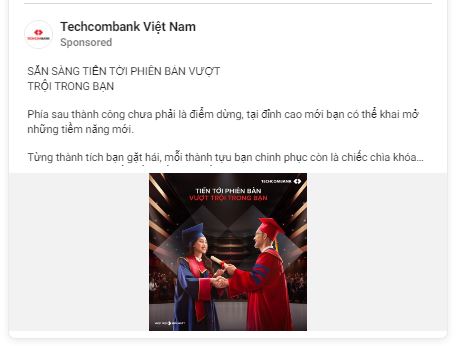 Techcombank Việt Nam
Sponsored
SẴN SÀNG TIẾN TỚI PHIÊN BẢN VƯỢT
TRỘI TRONG BẠN
Phía sau thành công chưa phải là điểm dừng, tại đỉnh cao mới bạn có thể khai mở
những tiềm năng mới.
Từng thành tích bạn gặt hái, mỗi thành tựu bạn chinh phục còn là chiếc chìa khóa...
TECHCOMBANK
TIẾN TỚI PHIÊN BẢN
VƯỢT TRỘI TRONG BẠN